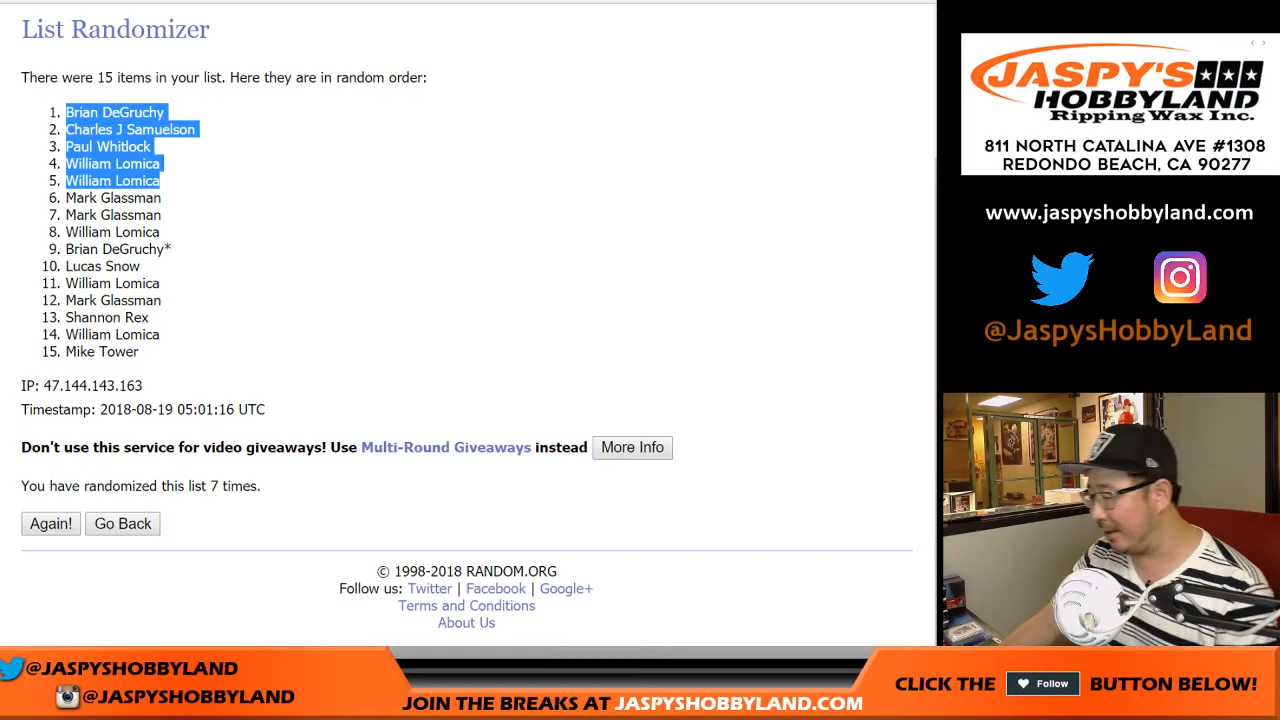 List Randomizer
There were 15 items in your list. Here they are in random order:
1. Brian DeGruchy
2. Charles J Samuelson
3. Paul Whitlock
4. William Lomica
5. William Lomica
6. Mark Glassman
7. Mark Glassman
8. William Lomica
9. Brian DeGruchy*
10. Lucas Snow
11. William Lomica
12. Mark Glassman
13. Shannon Rex
14. William Lomica
15. Mike Tower
IP: 47.144.143.163
Timestamp: 2018-08-19 05:01:16 UTC
Don't use this service for video giveaways! Use Multi-Round Giveaways instead More Info
You have randomized this list 7 times.
Again! Go Back
© 1998-2018 RANDOM.ORG
Follow us: Twitter | Facebook | Google+
Terms and Conditions
About Us
JASPY'S
HOBBYLAND
Ripping Wax Inc.
811 NORTH CATALINA AVE #1308
REDONDO BEACH, CA 90277
www.jaspyshobbyland.com
@JaspysHobbyLand
@JASPYSHOBBYLAND
@JASPYSHOBBYLAND
JOIN THE BREAKS AT JASPYSHOBBYLAND.COM
CLICK THE Follow BUTTON BELOW!